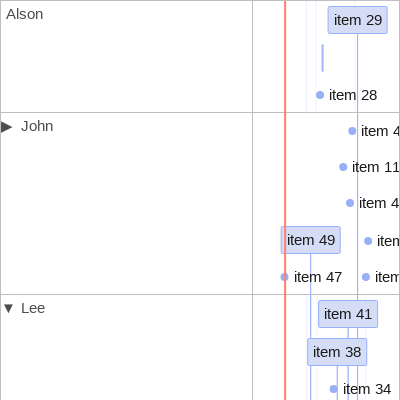 Alson
item 29
item 28
▶ John
item 4
item 11
item 4
item 49
item
item 47
item
▼ Lee
item 41
item 38
item 34